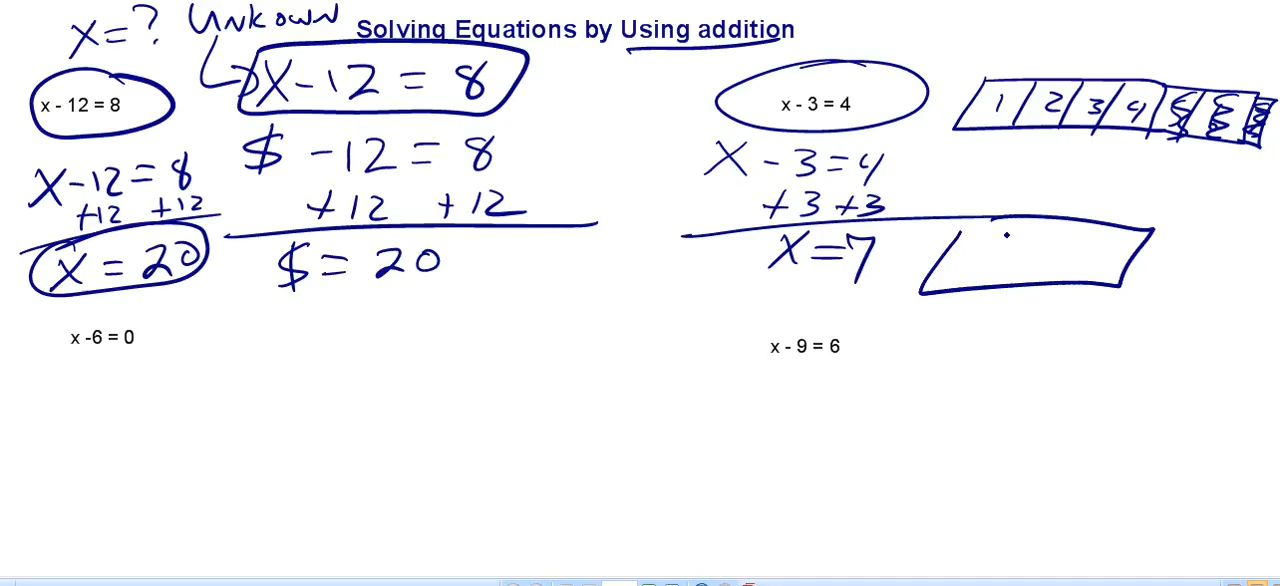 x = ? UNKOWN
Solving Equations by Using addition
x - 12 = 8
x - 12 = 8
$ - 12 = 8
+ 12 + 12
$ = 20
x - 12 = 8
+12 +12
x = 20
x - 3 = 4
1 2 3 4
x - 3 = 4
+ 3 + 3
x = 7
x -6 = 0
x - 9 = 6